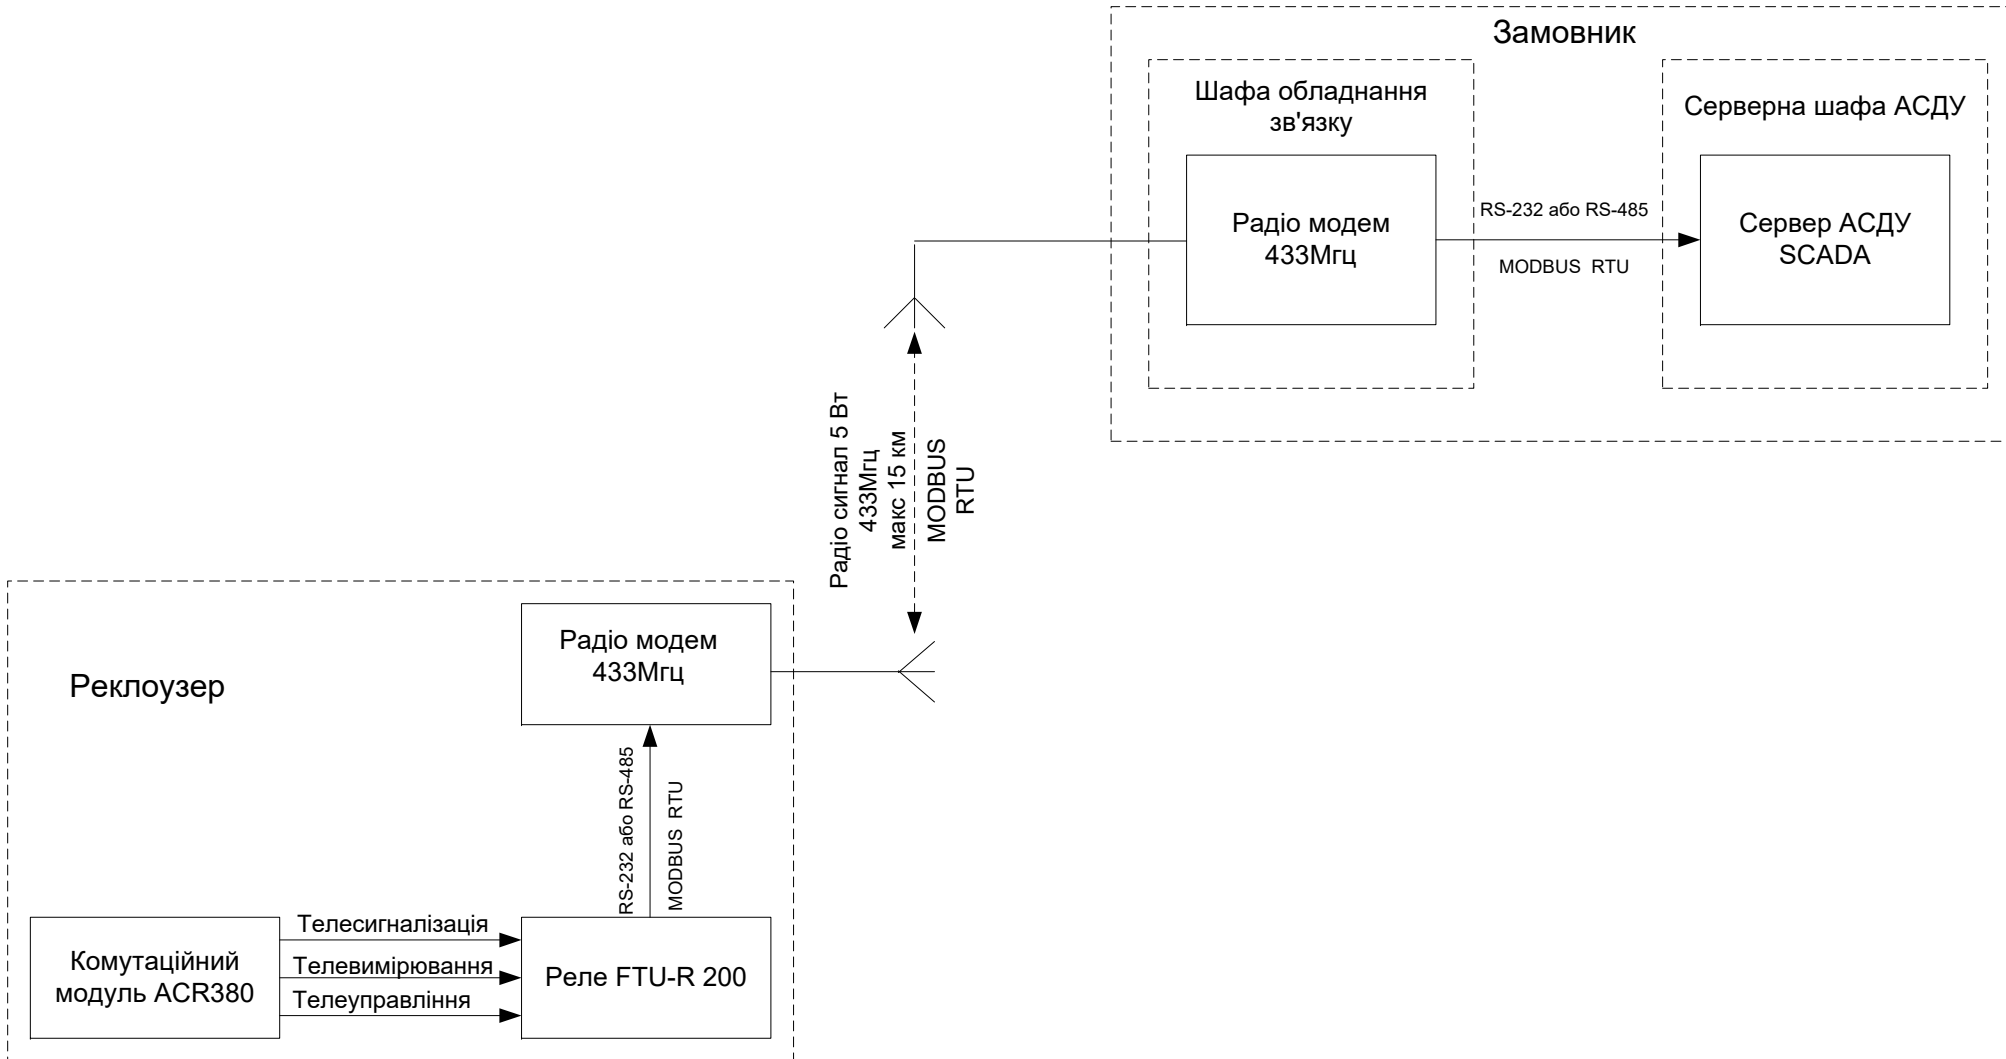 Замовник
Шафа обладнання
зв'язку
Серверна шафа АСДУ
Радіо модем
433Мгц
RS-232 або RS-485
MODBUS RTU
Сервер АСДУ
SCADA
Радіо сигнал 5 Вт
433Мгц
макс 15 км
MODBUS
RTU
Реклоузер
Радіо модем
433Мгц
RS-232 або RS-485
MODBUS RTU
Комутаційний
модуль ACR380
Телесигналізація
Телевимірювання
Телеуправління
Реле FTU-R 200